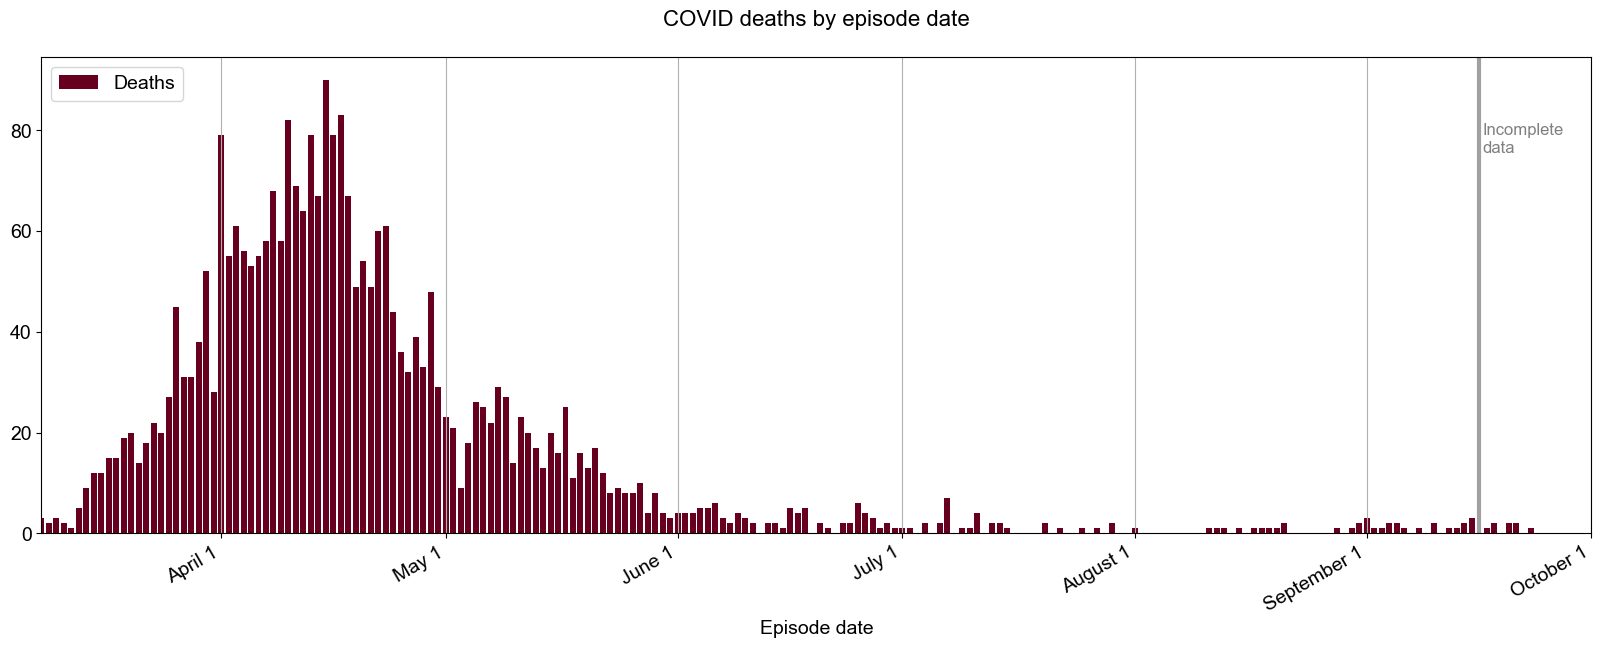 COVID deaths by episode date
Deaths
80
60
40
20
0
Incomplete
data
April 1
May 1
June 1
July 1
August 1
September 1
October 1
Episode date